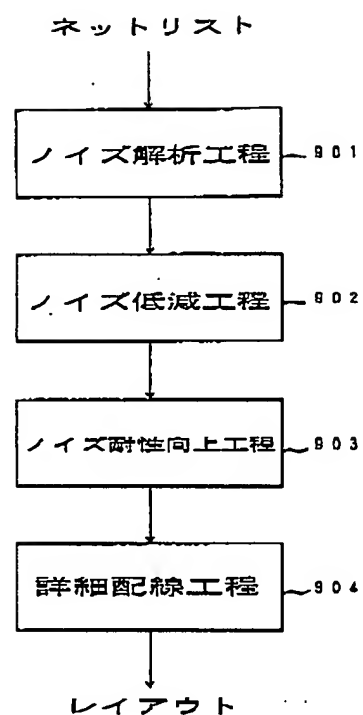 ネットリスト
ノイズ解析工程 901
ノイズ低減工程 902
ノイズ耐性向上工程 903
詳細配線工程 904
レイアウト